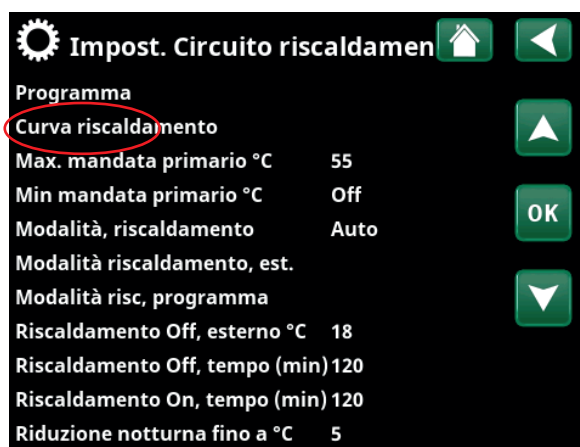 Impost. Circuito riscaldamen
Programma
Curva riscaldamento
Max. mandata primario °C 55
Min mandata primario °C Off
Modalità, riscaldamento Auto
OK
Modalità riscaldamento, est.
Modalità risc, programma
Riscaldamento Off, esterno °C 18
Riscaldamento Off, tempo (min) 120
Riscaldamento On, tempo (min) 120
Riduzione notturna fino a °C 5